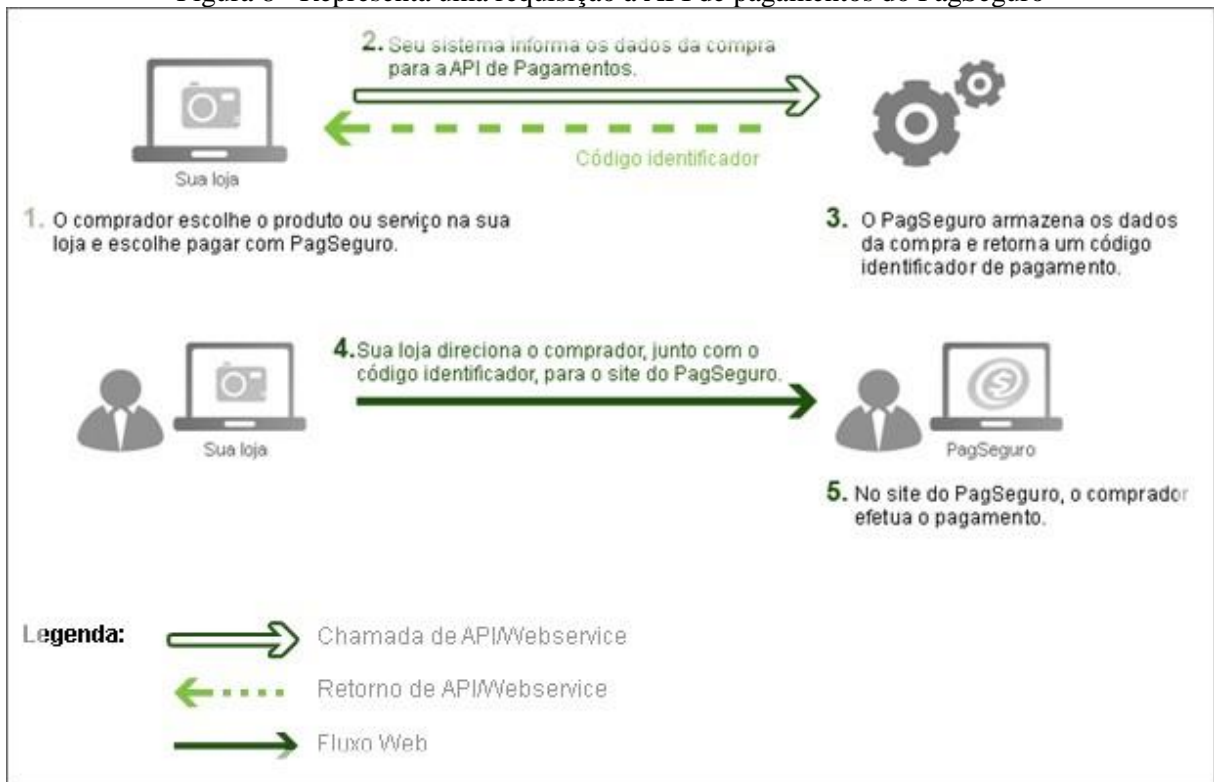 2. Seu sistema informa os dados da compra
para a API de Pagamentos.
Código identificador
Sua loja
1. O comprador escolhe o produto ou serviço na sua
loja e escolhe pagar com PagSeguro.
3. O PagSeguro armazena os dados
da compra e retorna um código
identificador de pagamento.
4. Sua loja direciona o comprador, junto com o
código identificador, para o site do PagSeguro.
Sua loja
PagSeguro
5. No site do PagSeguro, o comprador
efetua o pagamento.
Legenda:
Chamada de API/Webservice
Retorno de API/Webservice
Fluxo Web